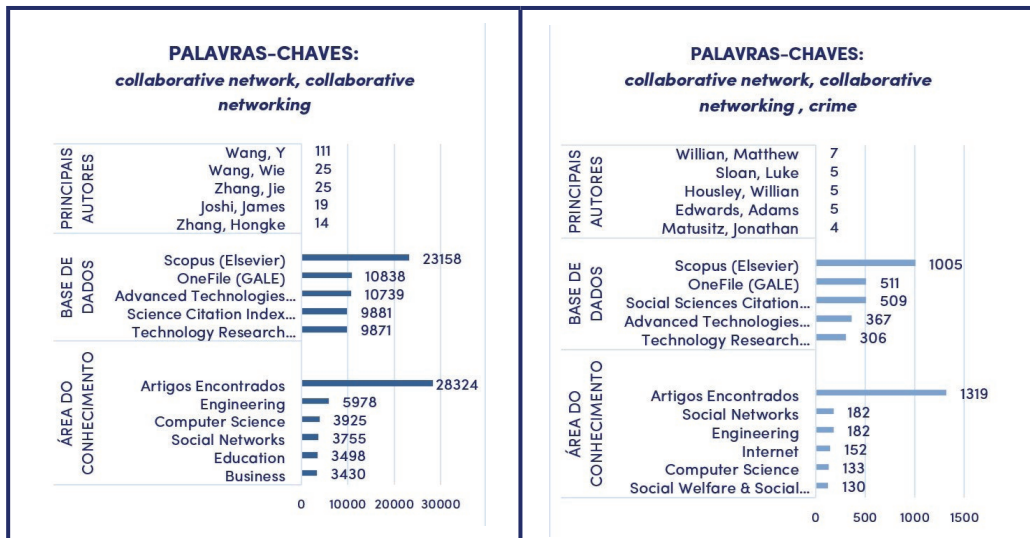 PALAVRAS-CHAVES:
collaborative network, collaborative
networking
PRINCIPAIS
AUTORES
Wang, Y 111
Wang, Wie 25
Zhang, Jie 25
Joshi, James 19
Zhang, Hongke 14
BASE DE
DADOS
Scopus (Elsevier) 23158
OneFile (GALE) 10838
Advanced Technologies... 10739
Science Citation Index... 9881
Technology Research... 9871
ÁREA DO
CONHECIMENTO
Artigos Encontrados 28324
Engineering 5978
Computer Science 3925
Social Networks 3755
Education 3498
Business 3430
0 10000 20000 30000
PALAVRAS-CHAVES:
collaborative network, collaborative
networking , crime
PRINCIPAIS
AUTORES
Willian, Matthew 7
Sloan, Luke 5
Housley, Willian 5
Edwards, Adams 5
Matusitz, Jonathan 4
BASE DE
DADOS
Scopus (Elsevier) 1005
OneFile (GALE) 511
Social Sciences Citation... 509
Advanced Technologies... 367
Technology Research... 306
ÁREA DO
CONHECIMENTO
Artigos Encontrados 1319
Social Networks 182
Engineering 182
Internet 152
Computer Science 133
Social Welfare & Social... 130
0 500 1000 1500